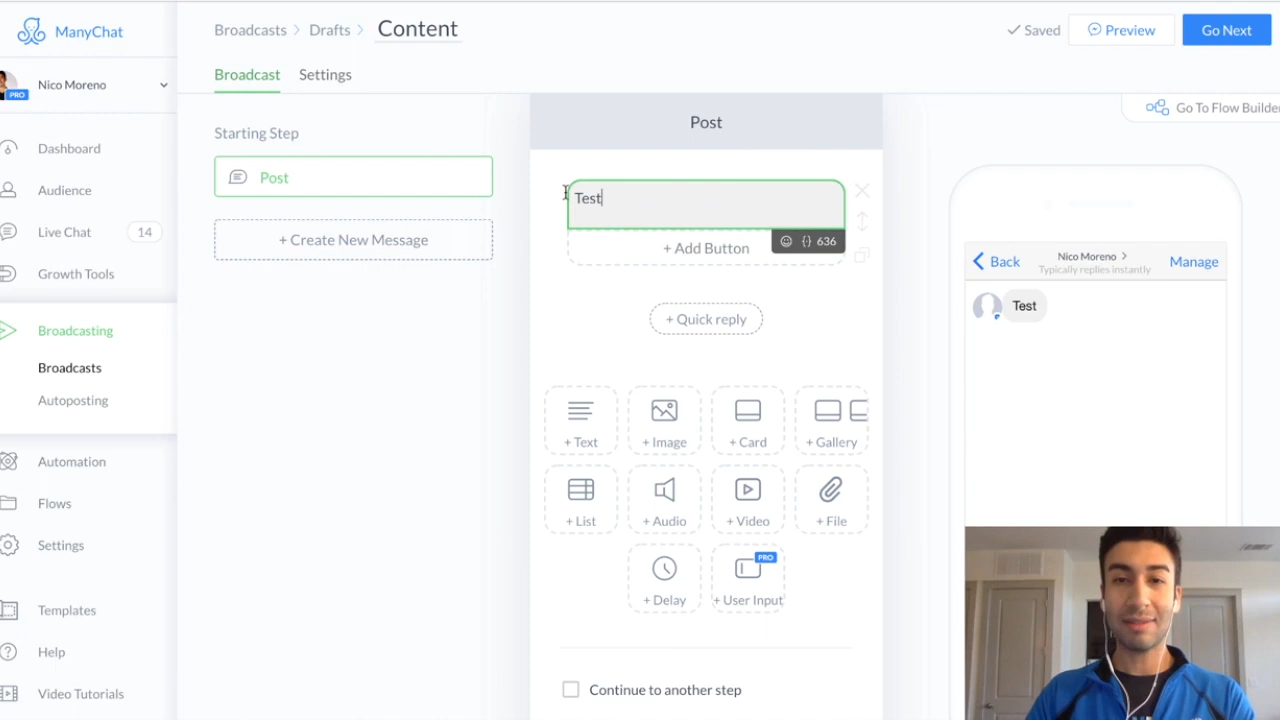 ManyChat
Nico Moreno
PRO
Dashboard
Audience
Live Chat 14
Growth Tools
Broadcasting
Broadcasts
Autoposting
Automation
Flows
Settings
Templates
Help
Video Tutorials
Broadcasts > Drafts > Content
Saved
Preview
Go Next
Broadcast Settings
Starting Step
Post
+ Create New Message
Post
Test
{} 636
+ Add Button
+ Quick reply
+ Text + Image + Card + Gallery
+ List + Audio + Video + File
PRO
+ Delay + User Input
Continue to another step
Go To Flow Builder
Back
Nico Moreno >
Typically replies instantly
Manage
Test